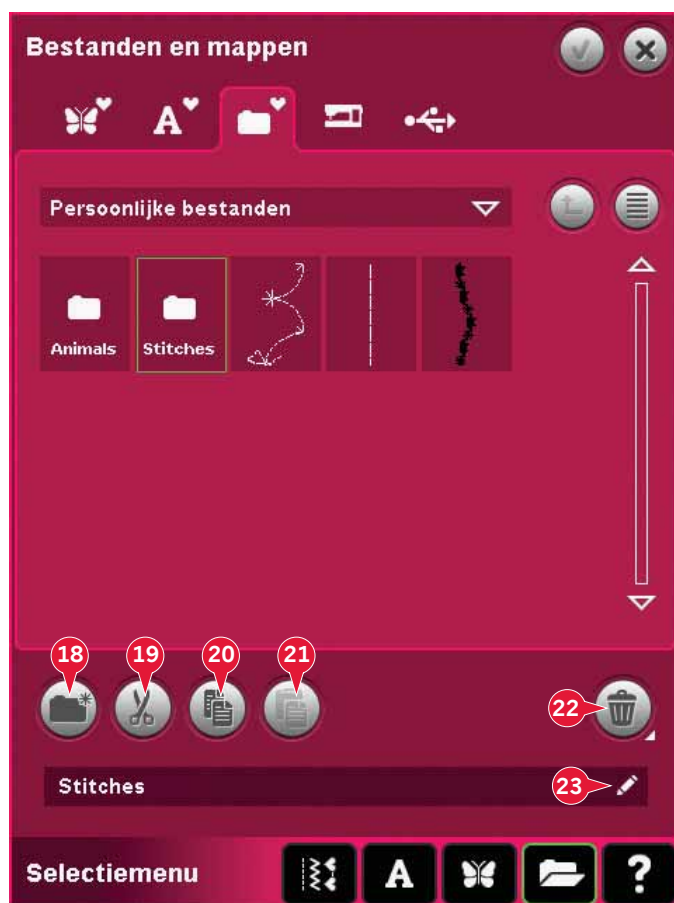 Bestanden en mappen
A
Persoonlijke bestanden
Animals Stitches
18 19 20 21
22
Stitches 23
Selectiemenu A ?